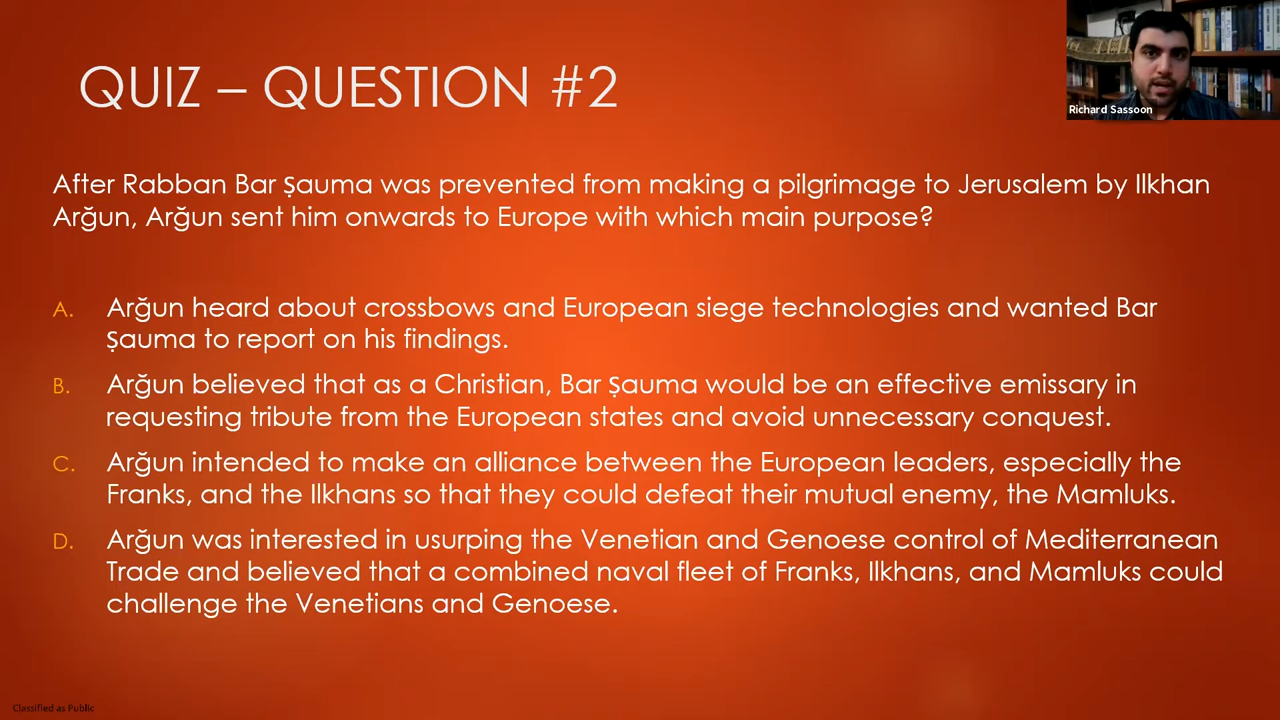 QUIZ – QUESTION #2
Richard Sassoon
After Rabban Bar Ṣauma was prevented from making a pilgrimage to Jerusalem by Ilkhan
Arğun, Arğun sent him onwards to Europe with which main purpose?
A. Arğun heard about crossbows and European siege technologies and wanted Bar
Ṣauma to report on his findings.
B. Arğun believed that as a Christian, Bar Ṣauma would be an effective emissary in
requesting tribute from the European states and avoid unnecessary conquest.
C. Arğun intended to make an alliance between the European leaders, especially the
Franks, and the Ilkhans so that they could defeat their mutual enemy, the Mamluks.
D. Arğun was interested in usurping the Venetian and Genoese control of Mediterranean
Trade and believed that a combined naval fleet of Franks, Ilkhans, and Mamluks could
challenge the Venetians and Genoese.
Classified as Public